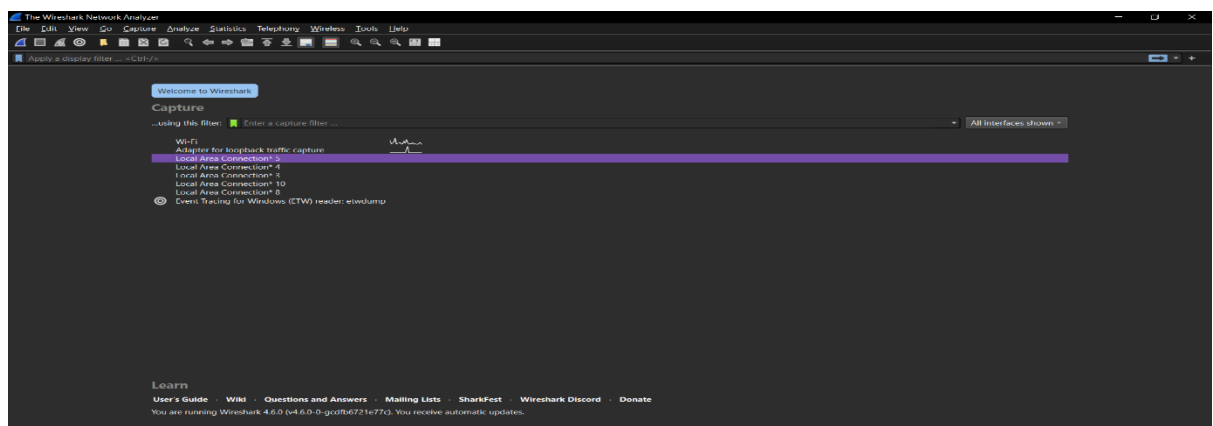 The Wireshark Network Analyzer
File Edit View Go Capture Analyze Statistics Telephony Wireless Tools Help
Apply a display filter ... <Ctrl-/>
Welcome to Wireshark
Capture
...using this filter: Enter a capture filter ... All interfaces shown
Wi-Fi
Adapter for loopback traffic capture
Local Area Connection* 5
Local Area Connection* 4
Local Area Connection* 3
Local Area Connection* 10
Local Area Connection* 8
Event Tracing for Windows (ETW) reader: etwdump
Learn
User's Guide · Wiki · Questions and Answers · Mailing Lists · SharkFest · Wireshark Discord · Donate
You are running Wireshark 4.6.0 (v4.6.0-0-gcdfb6721e77c). You receive automatic updates.